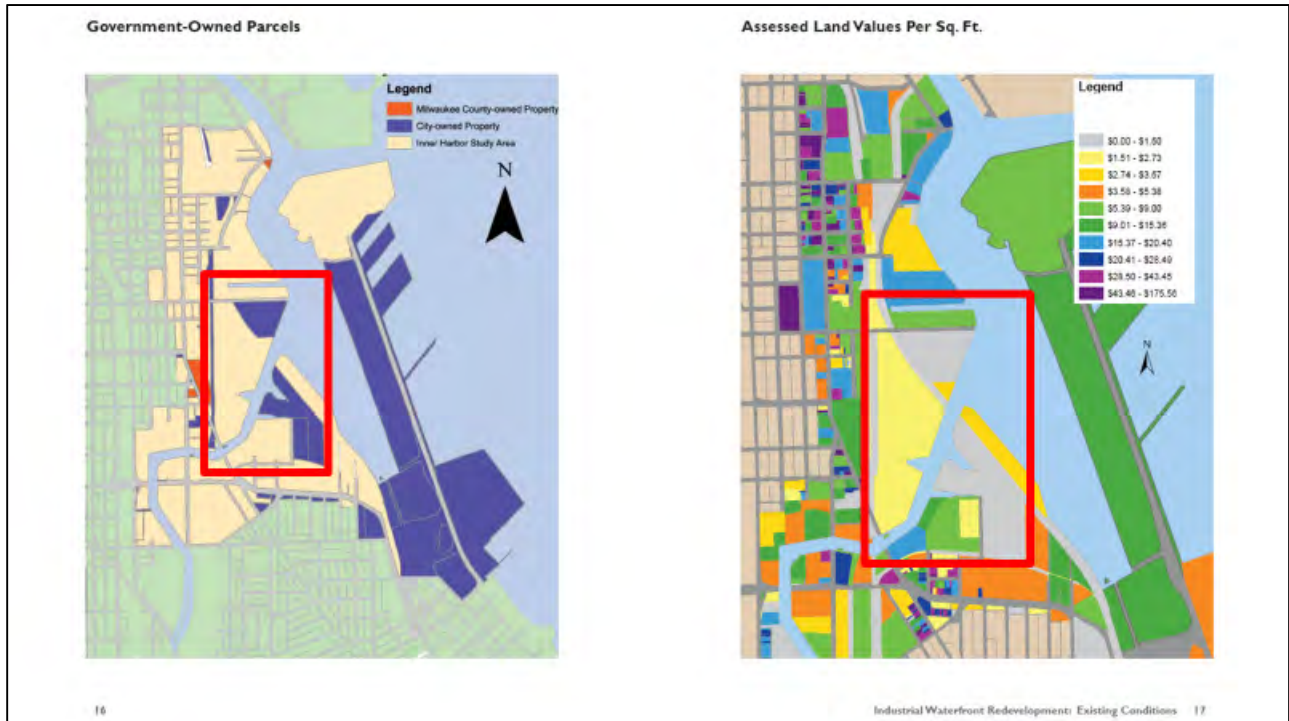 Government-Owned Parcels
Legend
Milwaukee County-owned Property
City-owned Property
Inner Harbor Study Area
N
16
Assessed Land Values Per Sq. Ft.
Legend
$0.00 - $1.50
$1.51 - $2.73
$2.74 - $3.57
$3.58 - $5.38
$5.39 - $9.00
$9.01 - $15.36
$15.37 - $20.40
$20.41 - $28.49
$28.50 - $43.45
$43.46 - $175.56
N
Industrial Waterfront Redevelopment: Existing Conditions 17